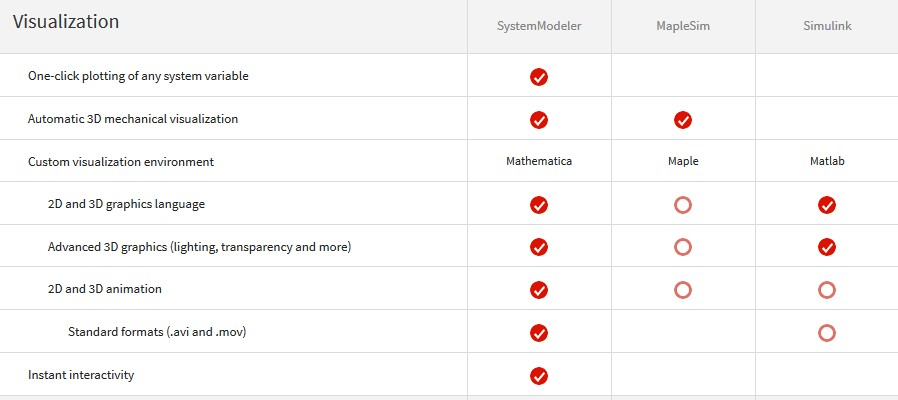 Visualization
SystemModeler MapleSim Simulink
One-click plotting of any system variable
Automatic 3D mechanical visualization
Custom visualization environment Mathematica Maple Matlab
2D and 3D graphics language
Advanced 3D graphics (lighting, transparency and more)
2D and 3D animation
Standard formats (.avi and .mov)
Instant interactivity